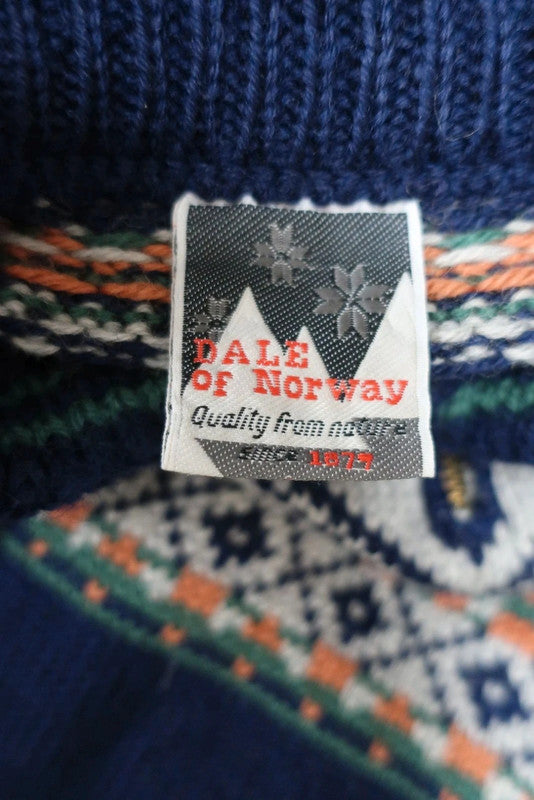 DALE
of Norway
Quality from nature
since 1879